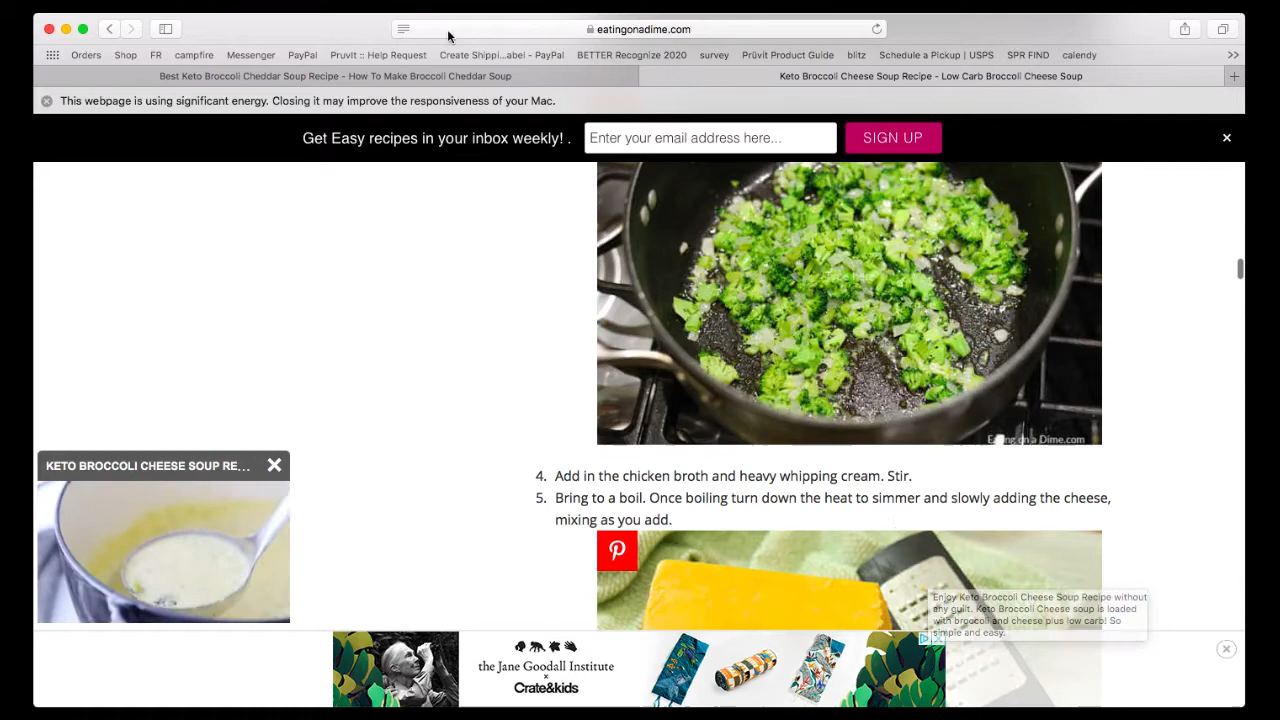 eatingonadime.com
Orders Shop FR campfire Messenger PayPal Pruvit :: Help Request Create Shippi...abel - PayPal BETTER Recognize 2020 survey Prüvit Product Guide blitz Schedule a Pickup | USPS SPR FIND calendy >>
Best Keto Broccoli Cheddar Soup Recipe - How To Make Broccoli Cheddar Soup
Keto Broccoli Cheese Soup Recipe - Low Carb Broccoli Cheese Soup
This webpage is using significant energy. Closing it may improve the responsiveness of your Mac.
Get Easy recipes in your inbox weekly! .
Enter your email address here...
SIGN UP
Eating on a Dime.com
4. Add in the chicken broth and heavy whipping cream. Stir.
5. Bring to a boil. Once boiling turn down the heat to simmer and slowly adding the cheese,
mixing as you add.
KETO BROCCOLI CHEESE SOUP RE...
Enjoy Keto Broccoli Cheese Soup Recipe without
any guilt. Keto Broccoli Cheese soup is loaded
with broccoli and cheese plus low carb! So
simple and easy.
the Jane Goodall Institute
x
Crate&kids